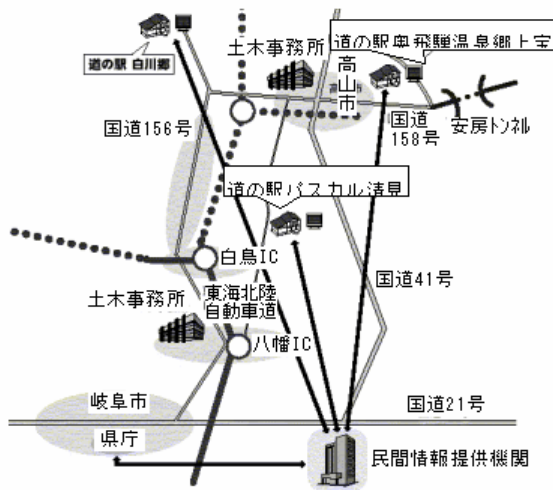 道の駅 白川郷
土木事務所
道の駅奥飛騨温泉郷上宝
高山市
国道156号
国道
158号
安房トンネル
道の駅パスカル清見
白鳥IC
国道41号
東海北陸
自動車道
土木事務所
八幡IC
岐阜市
国道21号
県庁
民間情報提供機関